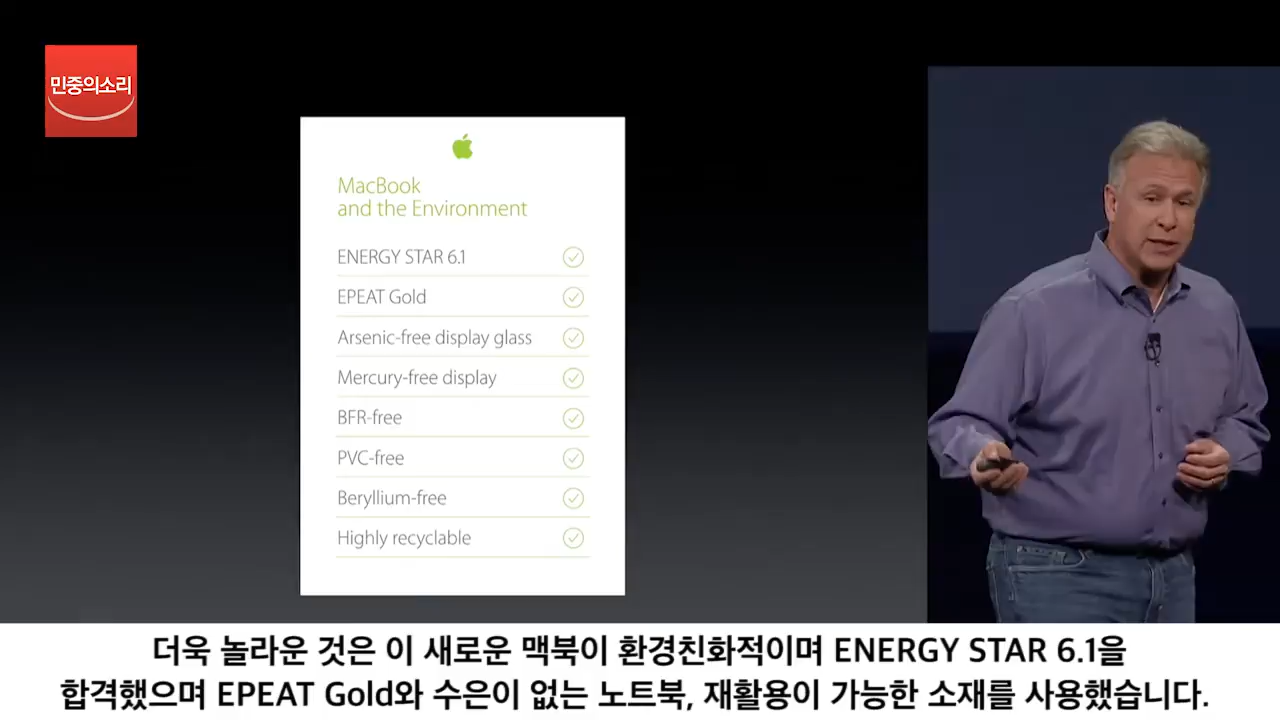 민중의소리
MacBook
and the Environment
ENERGY STAR 6.1
EPEAT Gold
Arsenic-free display glass
Mercury-free display
BFR-free
PVC-free
Beryllium-free
Highly recyclable
더욱 놀라운 것은 이 새로운 맥북이 환경친화적이며 ENERGY STAR 6.1을
합격했으며 EPEAT Gold와 수은이 없는 노트북, 재활용이 가능한 소재를 사용했습니다.